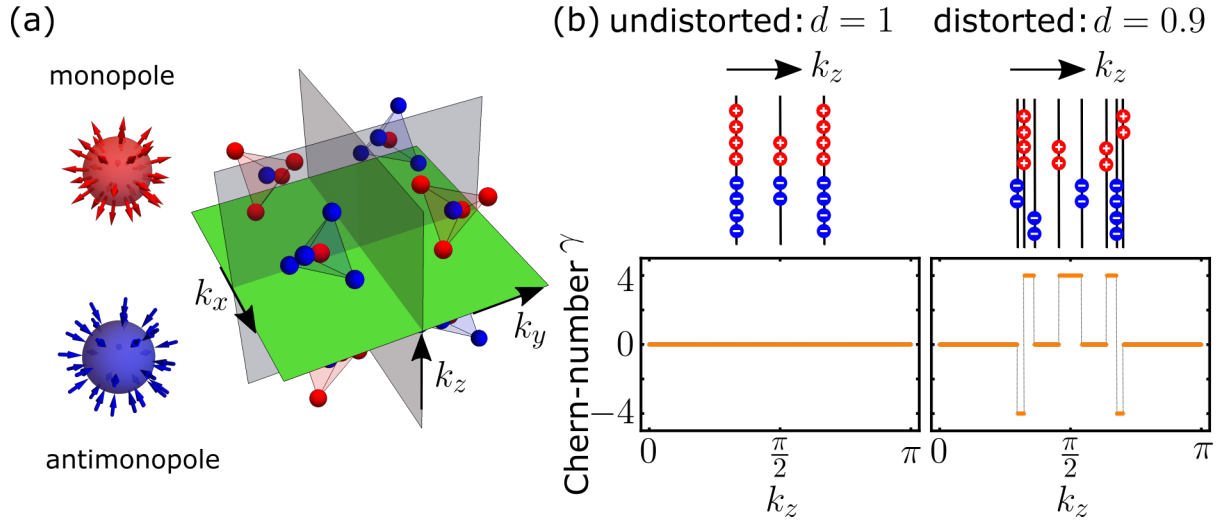 (a)
monopole
antimonopole
k_x
k_y
k_z
(b) undistorted: d = 1
distorted: d = 0.9
k_z
k_z
+ + + + − − − −
+ + − −
+ + + + − − − −
− −
+ + + +
− −
+ +
− −
+ +
− − − −
+ +
Chern-number γ
4
0
−4
0
π/2
π
k_z
0
π/2
π
k_z